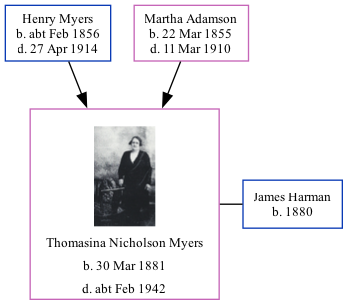 Henry Myers
b. abt Feb 1856
d. 27 Apr 1914
Martha Adamson
b. 22 Mar 1855
d. 11 Mar 1910
Thomasina Nicholson Myers
b. 30 Mar 1881
d. abt Feb 1942
James Harman
b. 1880